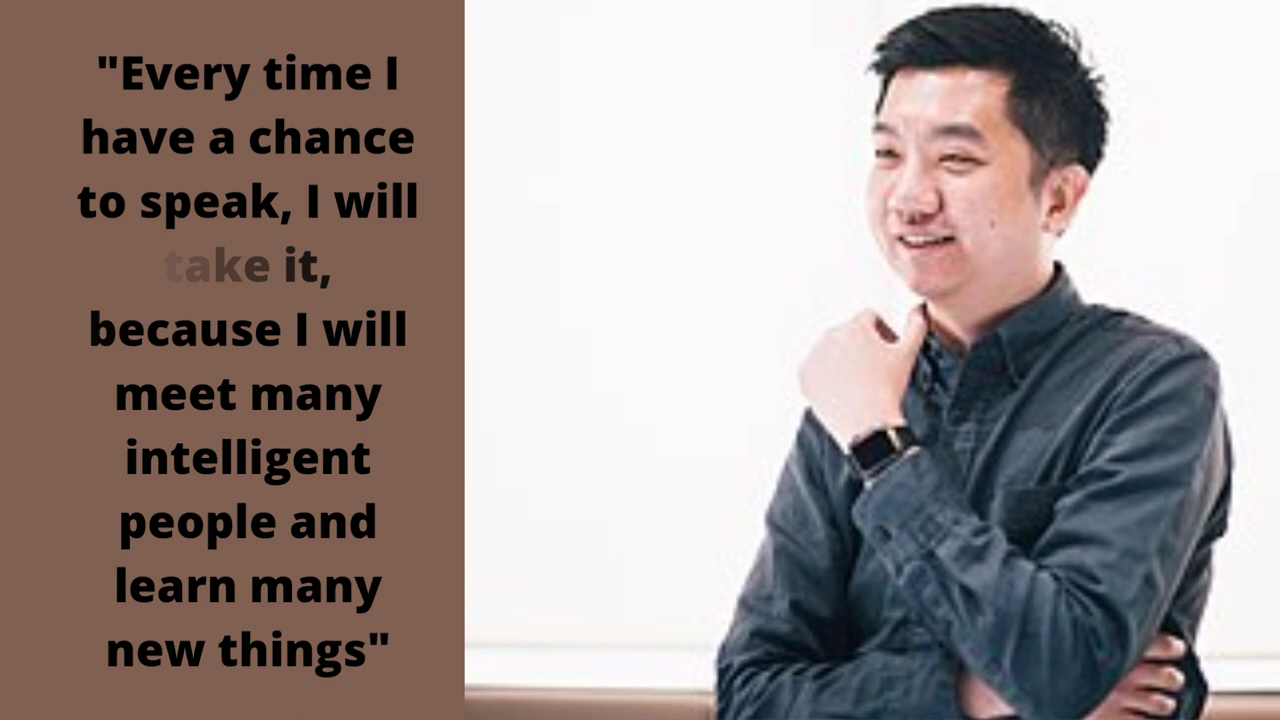 "Every time I
have a chance
to speak, I will
take it,
because I will
meet many
intelligent
people and
learn many
new things"